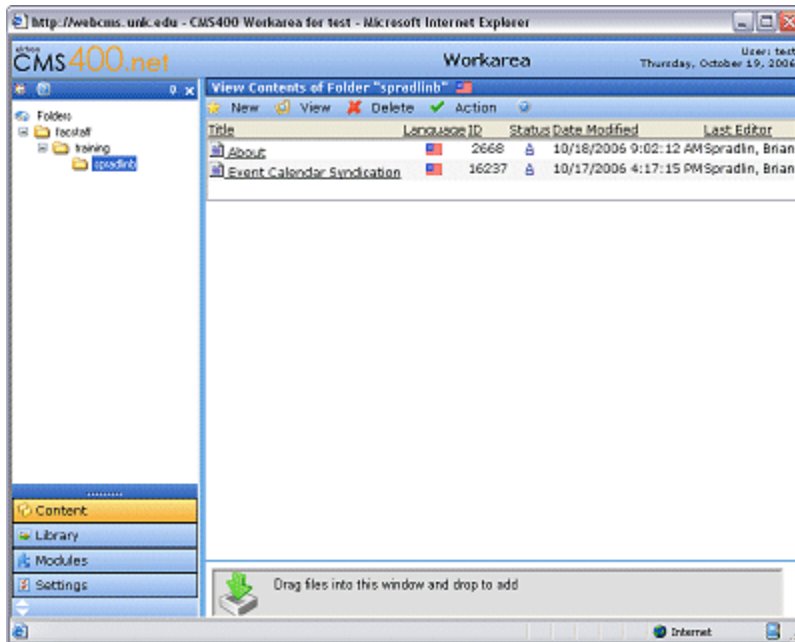 http://webcms.unk.edu - CMS400 Workarea for test - Microsoft Internet Explorer
ektron
CMS400.net
Workarea
User: test
Thursday, October 19, 2006
View Contents of Folder "spradlinb"
New View Delete Action
Folders
facstaff
training
spradlinb
Title Language ID Status Date Modified Last Editor
About 2668 A 10/18/2006 9:02:12 AM Spradlin, Brian
Event Calendar Syndication 16237 A 10/17/2006 4:17:15 PM Spradlin, Brian
Content
Library
Modules
Settings
Drag files into this window and drop to add
Internet